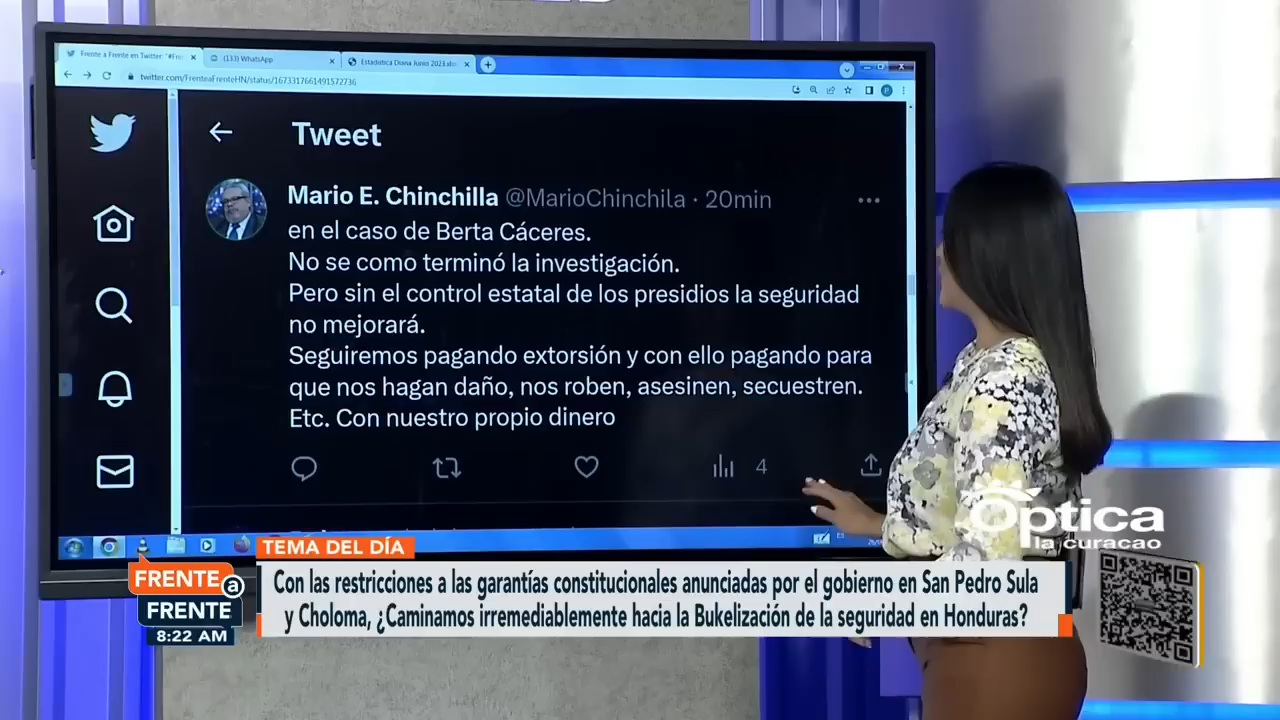 Frente a Frente en Twitter: "#Fre
(133) WhatsApp
Estadistica Diana Junio 2023.xls
twitter.com/FrenteaFrenteHN/status/1673317661491572736
Tweet
Mario E. Chinchilla @MarioChinchila · 20min
en el caso de Berta Cáceres.
No se como terminó la investigación.
Pero sin el control estatal de los presidios la seguridad
no mejorará.
Seguiremos pagando extorsión y con ello pagando para
que nos hagan daño, nos roben, asesinen, secuestren.
Etc. Con nuestro propio dinero
4
ES
Óptica
la curacao
TEMA DEL DÍA
FRENTE a
FRENTE
8:22 AM
Con las restricciones a las garantías constitucionales anunciadas por el gobierno en San Pedro Sula
y Choloma, ¿Caminamos irremediablemente hacia la Bukelización de la seguridad en Honduras?